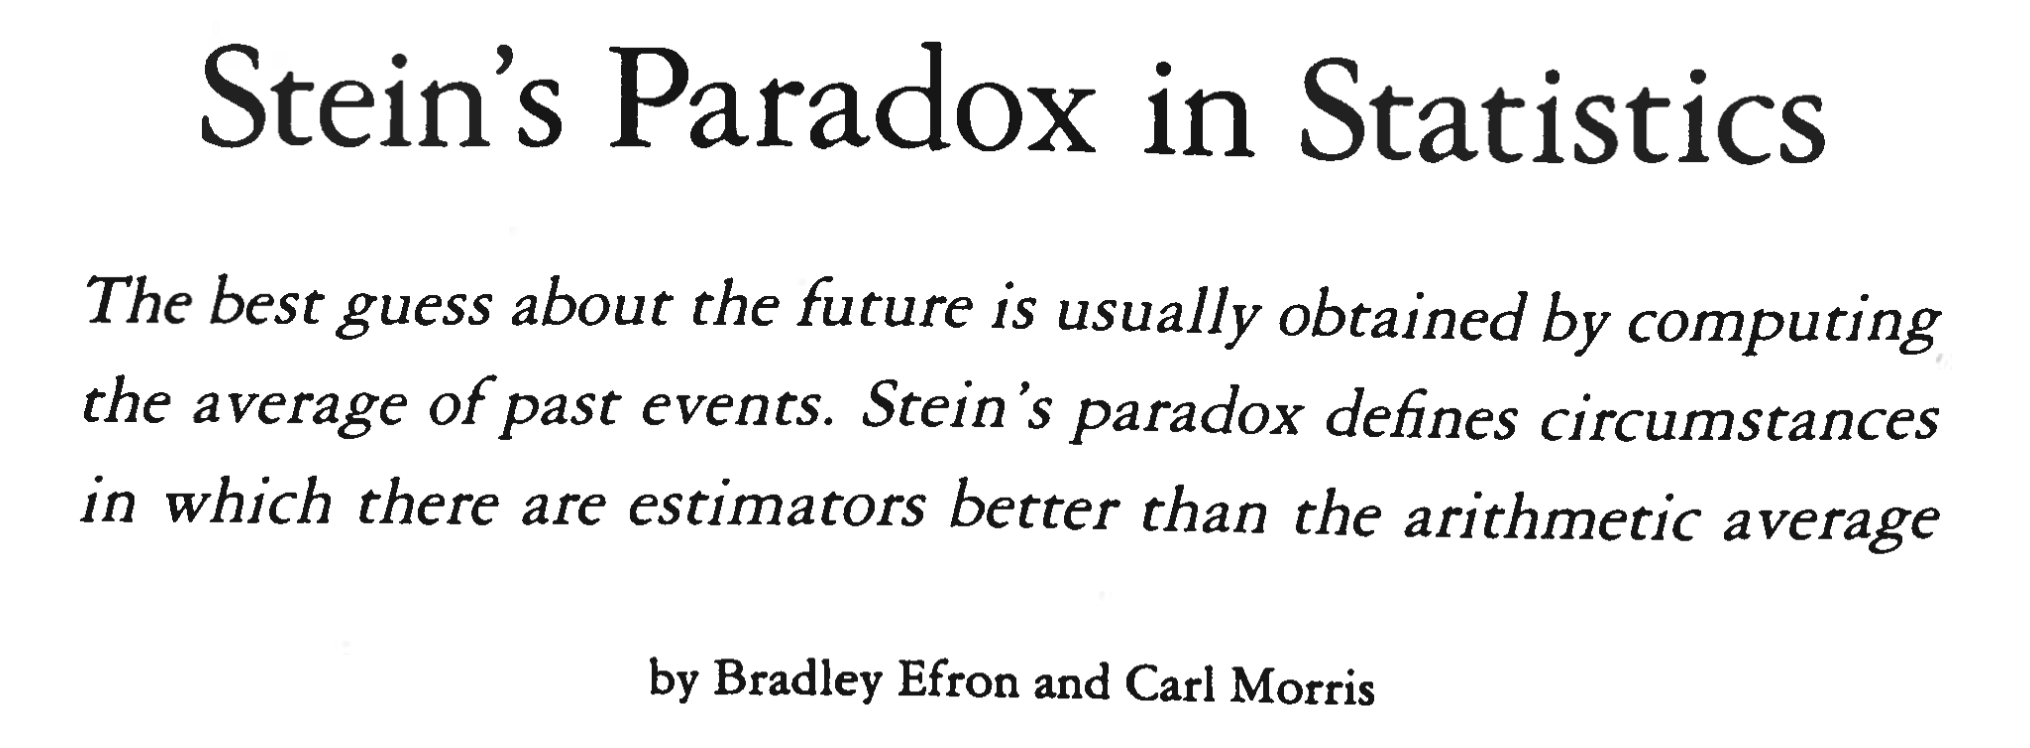 Stein's Paradox in Statistics
The best guess about the future is usually obtained by computing
the average of past events. Stein's paradox defines circumstances
in which there are estimators better than the arithmetic average
by Bradley Efron and Carl Morris